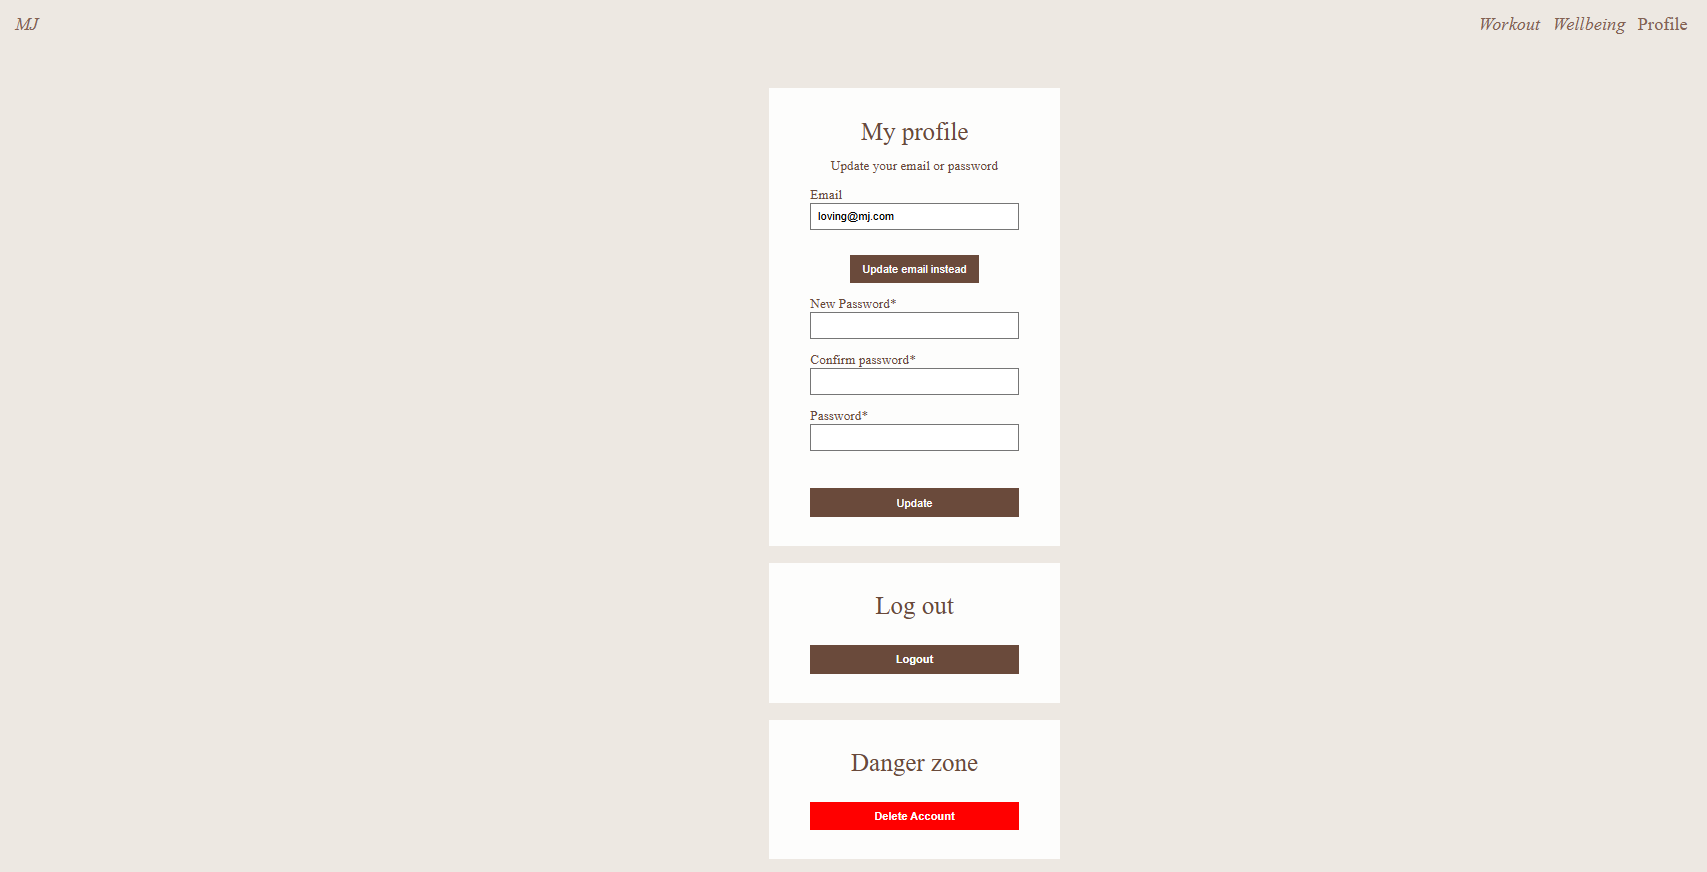 MJ
Workout Wellbeing Profile
My profile
Update your email or password
Email
loving@mj.com
Update email instead
New Password*
Confirm password*
Password*
Update
Log out
Logout
Danger zone
Delete Account